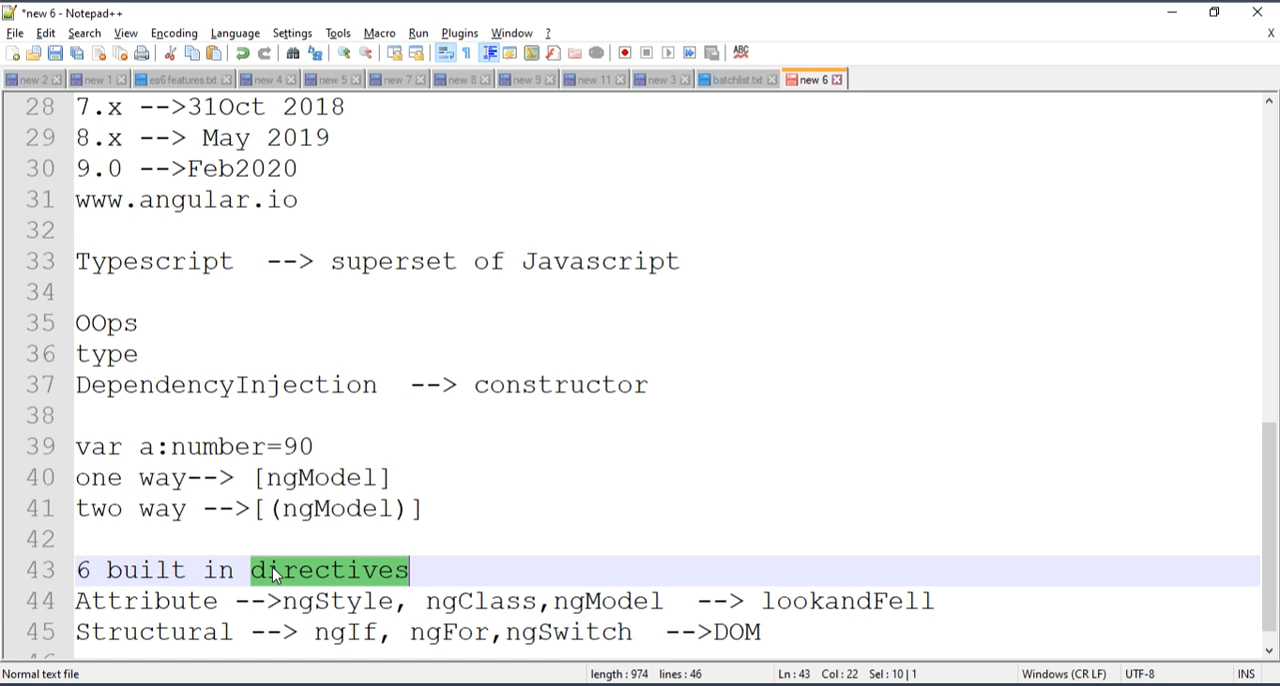 *new 6 - Notepad++
File Edit Search View Encoding Language Settings Tools Macro Run Plugins Window ? X
new 2 new 1 es6 features.txt new 4 new 5 new 7 new 8 new 9 new 11 new 3 batchlist.txt new 6
28 7.x -->31Oct 2018
29 8.x --> May 2019
30 9.0 -->Feb2020
31 www.angular.io
32
33 Typescript --> superset of Javascript
34
35 OOps
36 type
37 DependencyInjection --> constructor
38
39 var a:number=90
40 one way--> [ngModel]
41 two way -->[(ngModel)]
42
43 6 built in directives
44 Attribute -->ngStyle, ngClass,ngModel --> lookandFell
45 Structural --> ngIf, ngFor,ngSwitch -->DOM
Normal text file length : 974 lines : 46 Ln : 43 Col : 22 Sel : 10 | 1 Windows (CR LF) UTF-8 INS